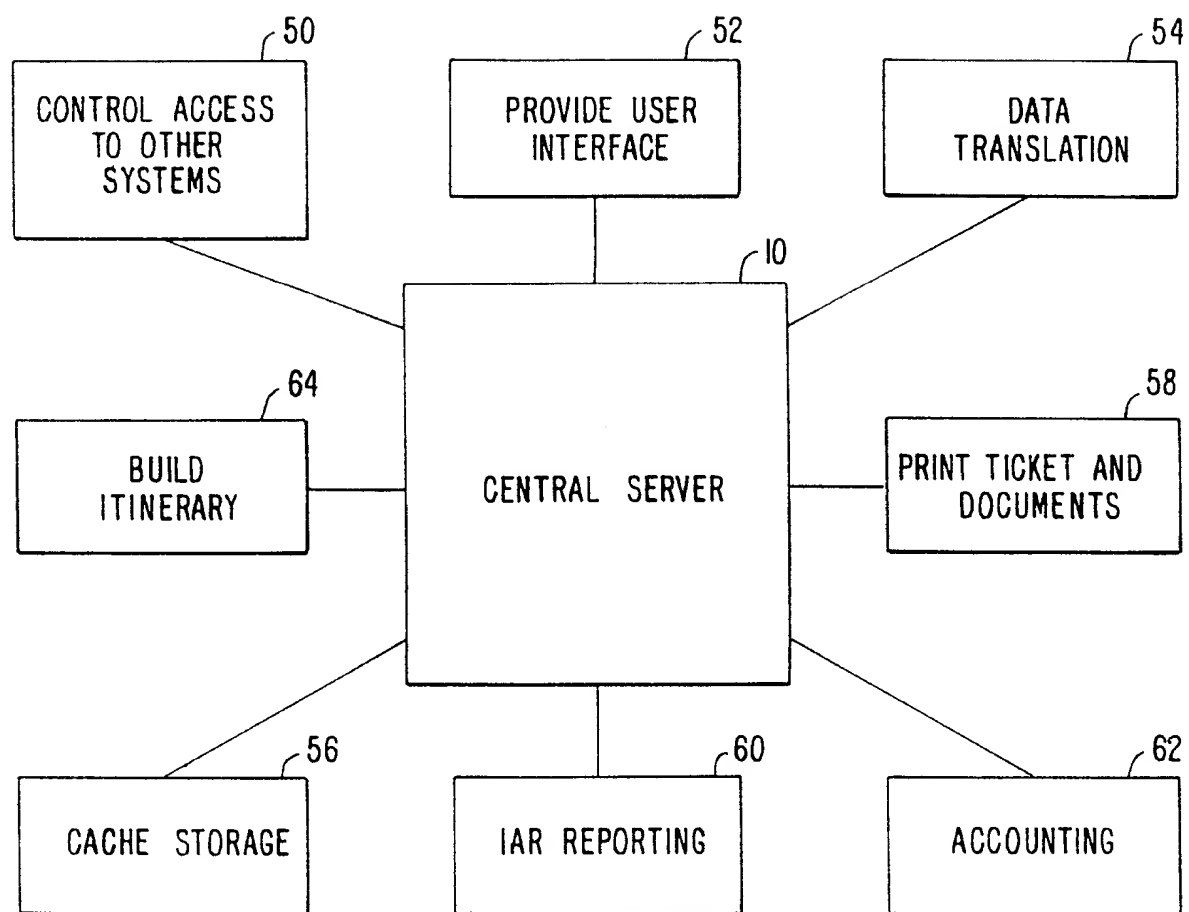 50
CONTROL ACCESS
TO OTHER
SYSTEMS
52
PROVIDE USER
INTERFACE
54
DATA
TRANSLATION
10
CENTRAL SERVER
64
BUILD
ITINERARY
58
PRINT TICKET AND
DOCUMENTS
56
CACHE STORAGE
60
IAR REPORTING
62
ACCOUNTING